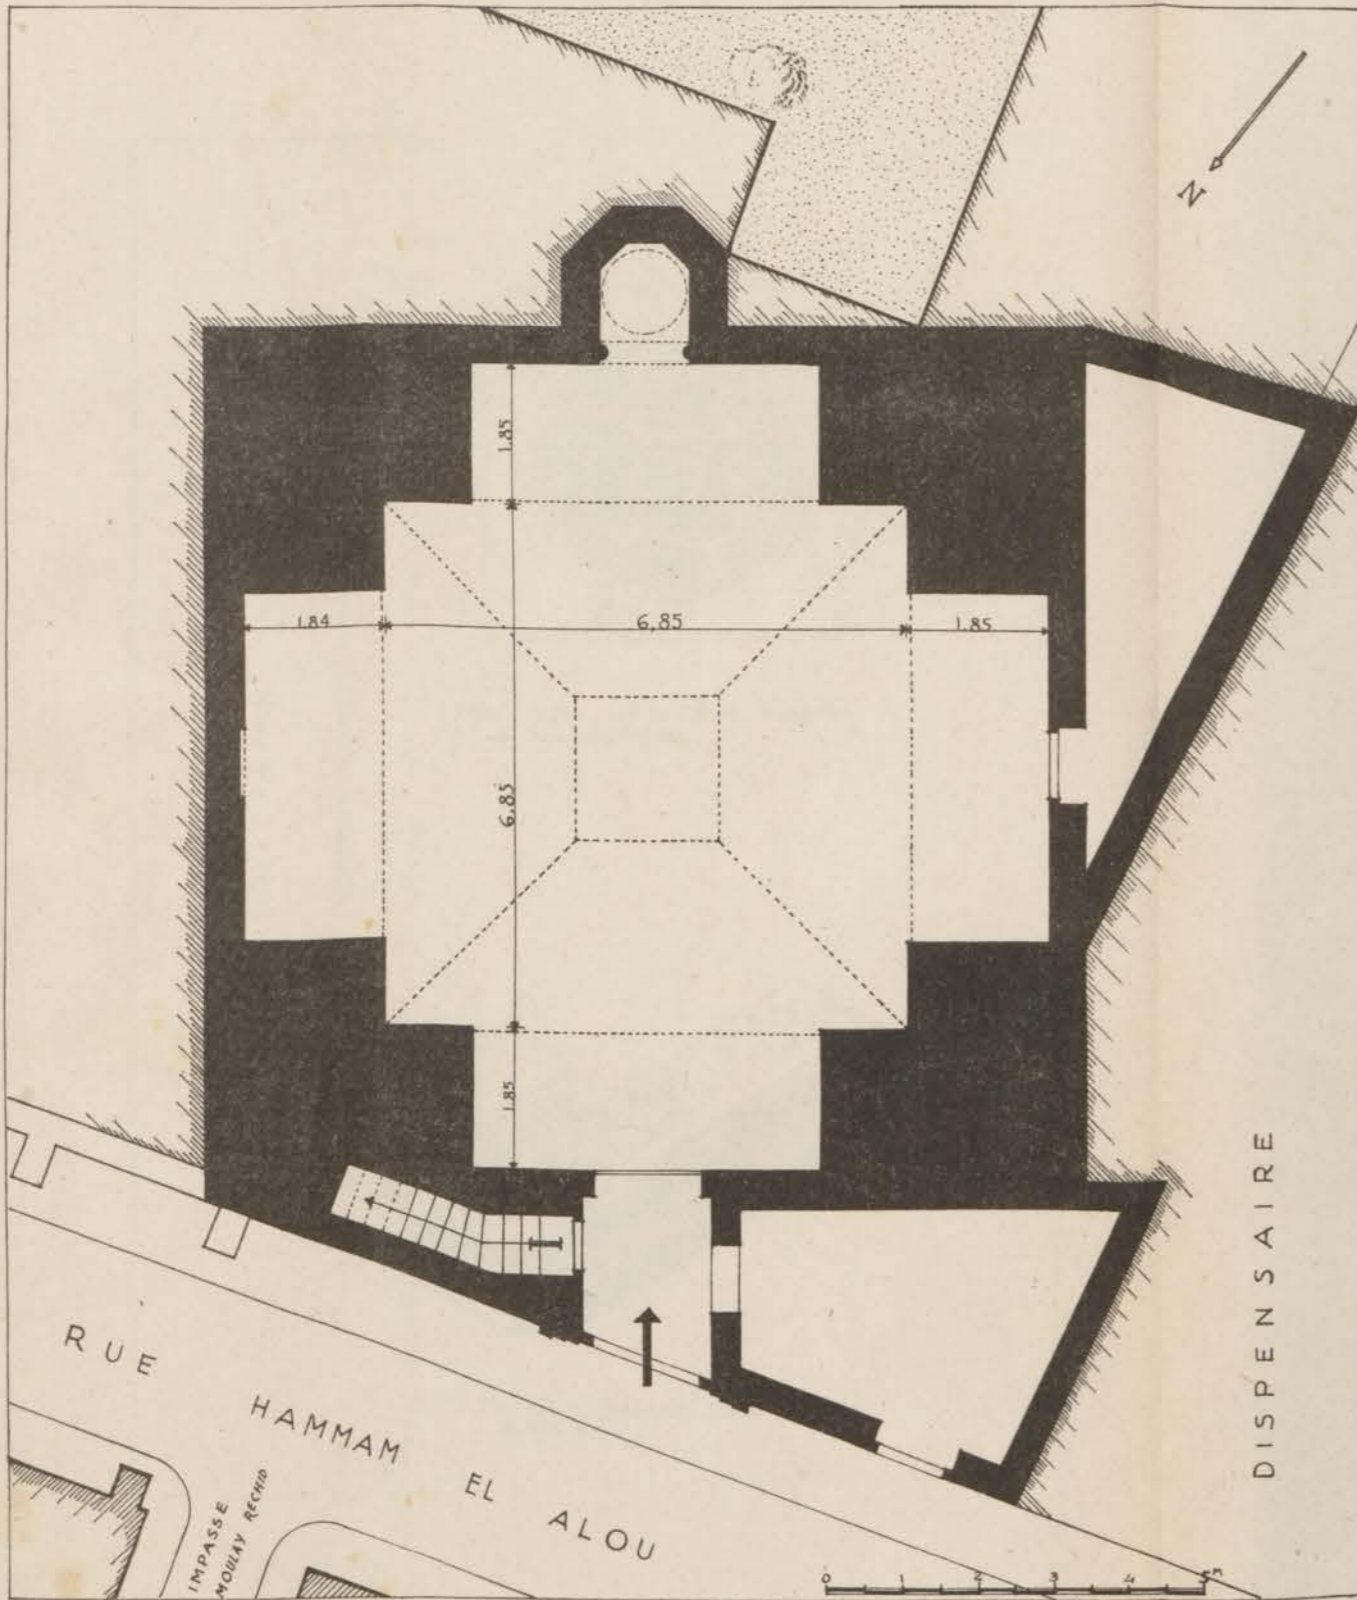 N
1.85
1.84
6,85
1.85
6.85
1.85
DISPENSAIRE
RUE HAMMAM EL ALOU
IMPASSE
MOULAY RECHID
0 1 2 3 4 5 m